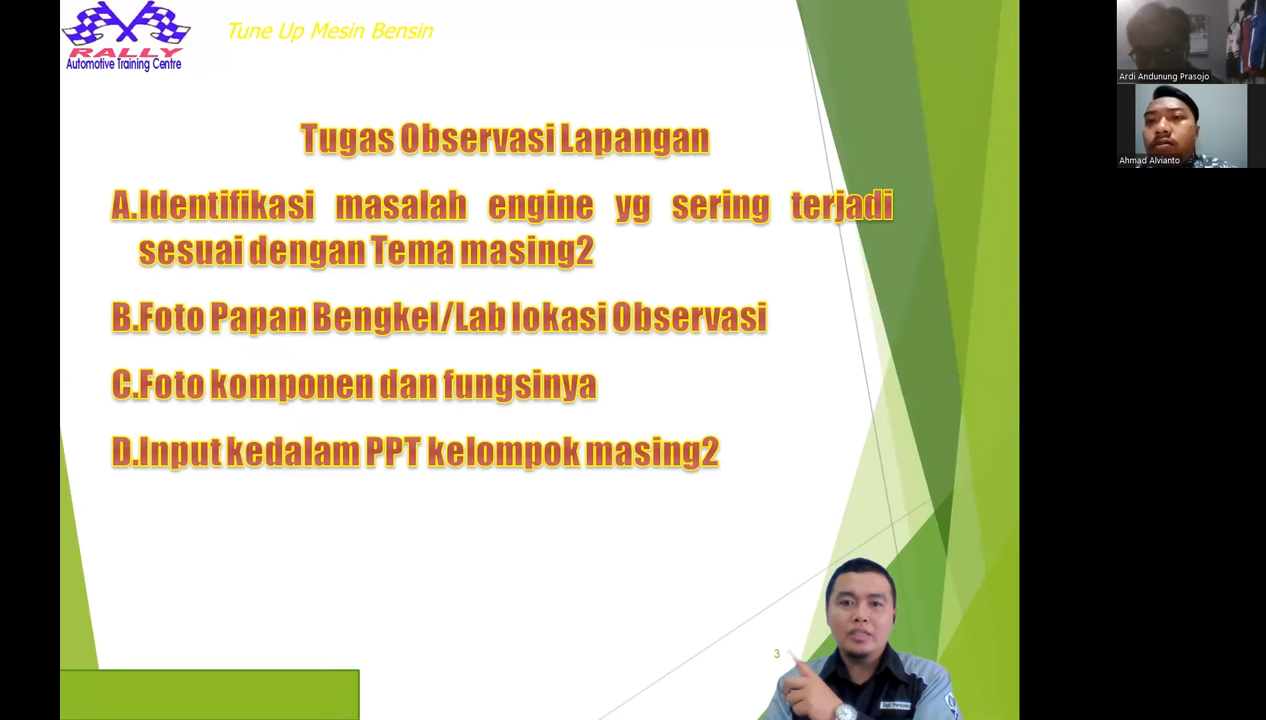 RALLY
Automotive Training Centre
Tune Up Mesin Bensin
Tugas Observasi Lapangan
A.Identifikasi masalah engine yg sering terjadi
sesuai dengan Tema masing2
B.Foto Papan Bengkel/Lab lokasi Observasi
C.Foto komponen dan fungsinya
D.Input kedalam PPT kelompok masing2
3
Ardi Andunung Prasojo
Ahmad Alvianto